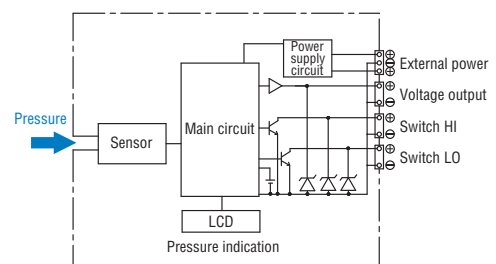 Power
supply
circuit
⊕
⊖
⊕
External power
⊕
Voltage output
⊖
Pressure
Sensor
Main circuit
⊕
Switch HI
⊖
⊕
Switch LO
⊖
LCD
Pressure indication